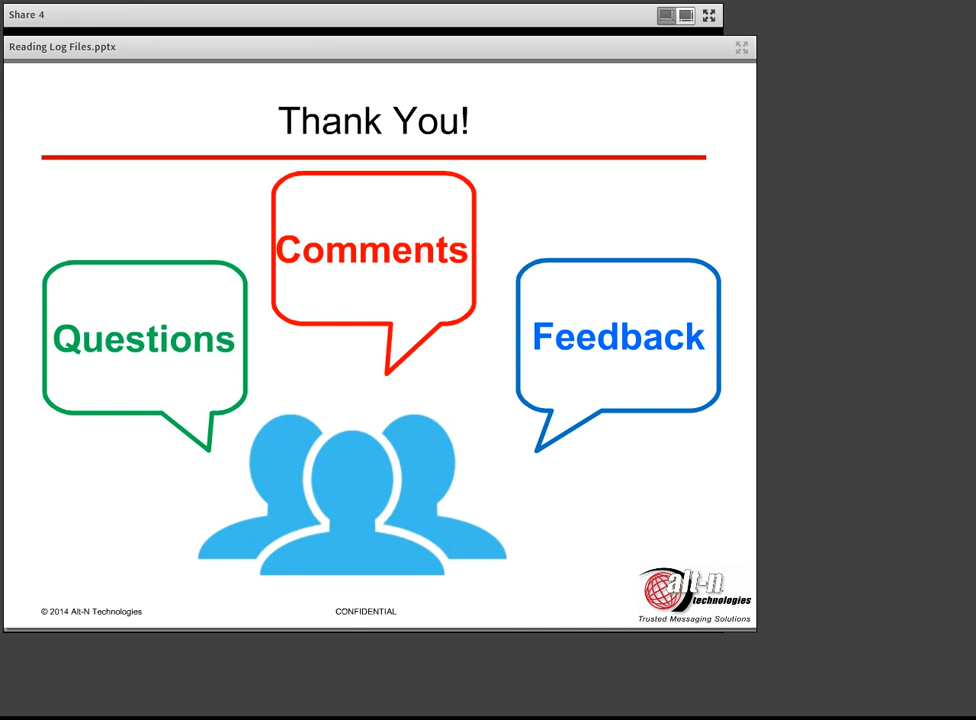 Share 4
Reading Log Files.pptx
Thank You!
Comments
Questions
Feedback
© 2014 Alt-N Technologies
CONFIDENTIAL
alt-n
technologies
Trusted Messaging Solutions